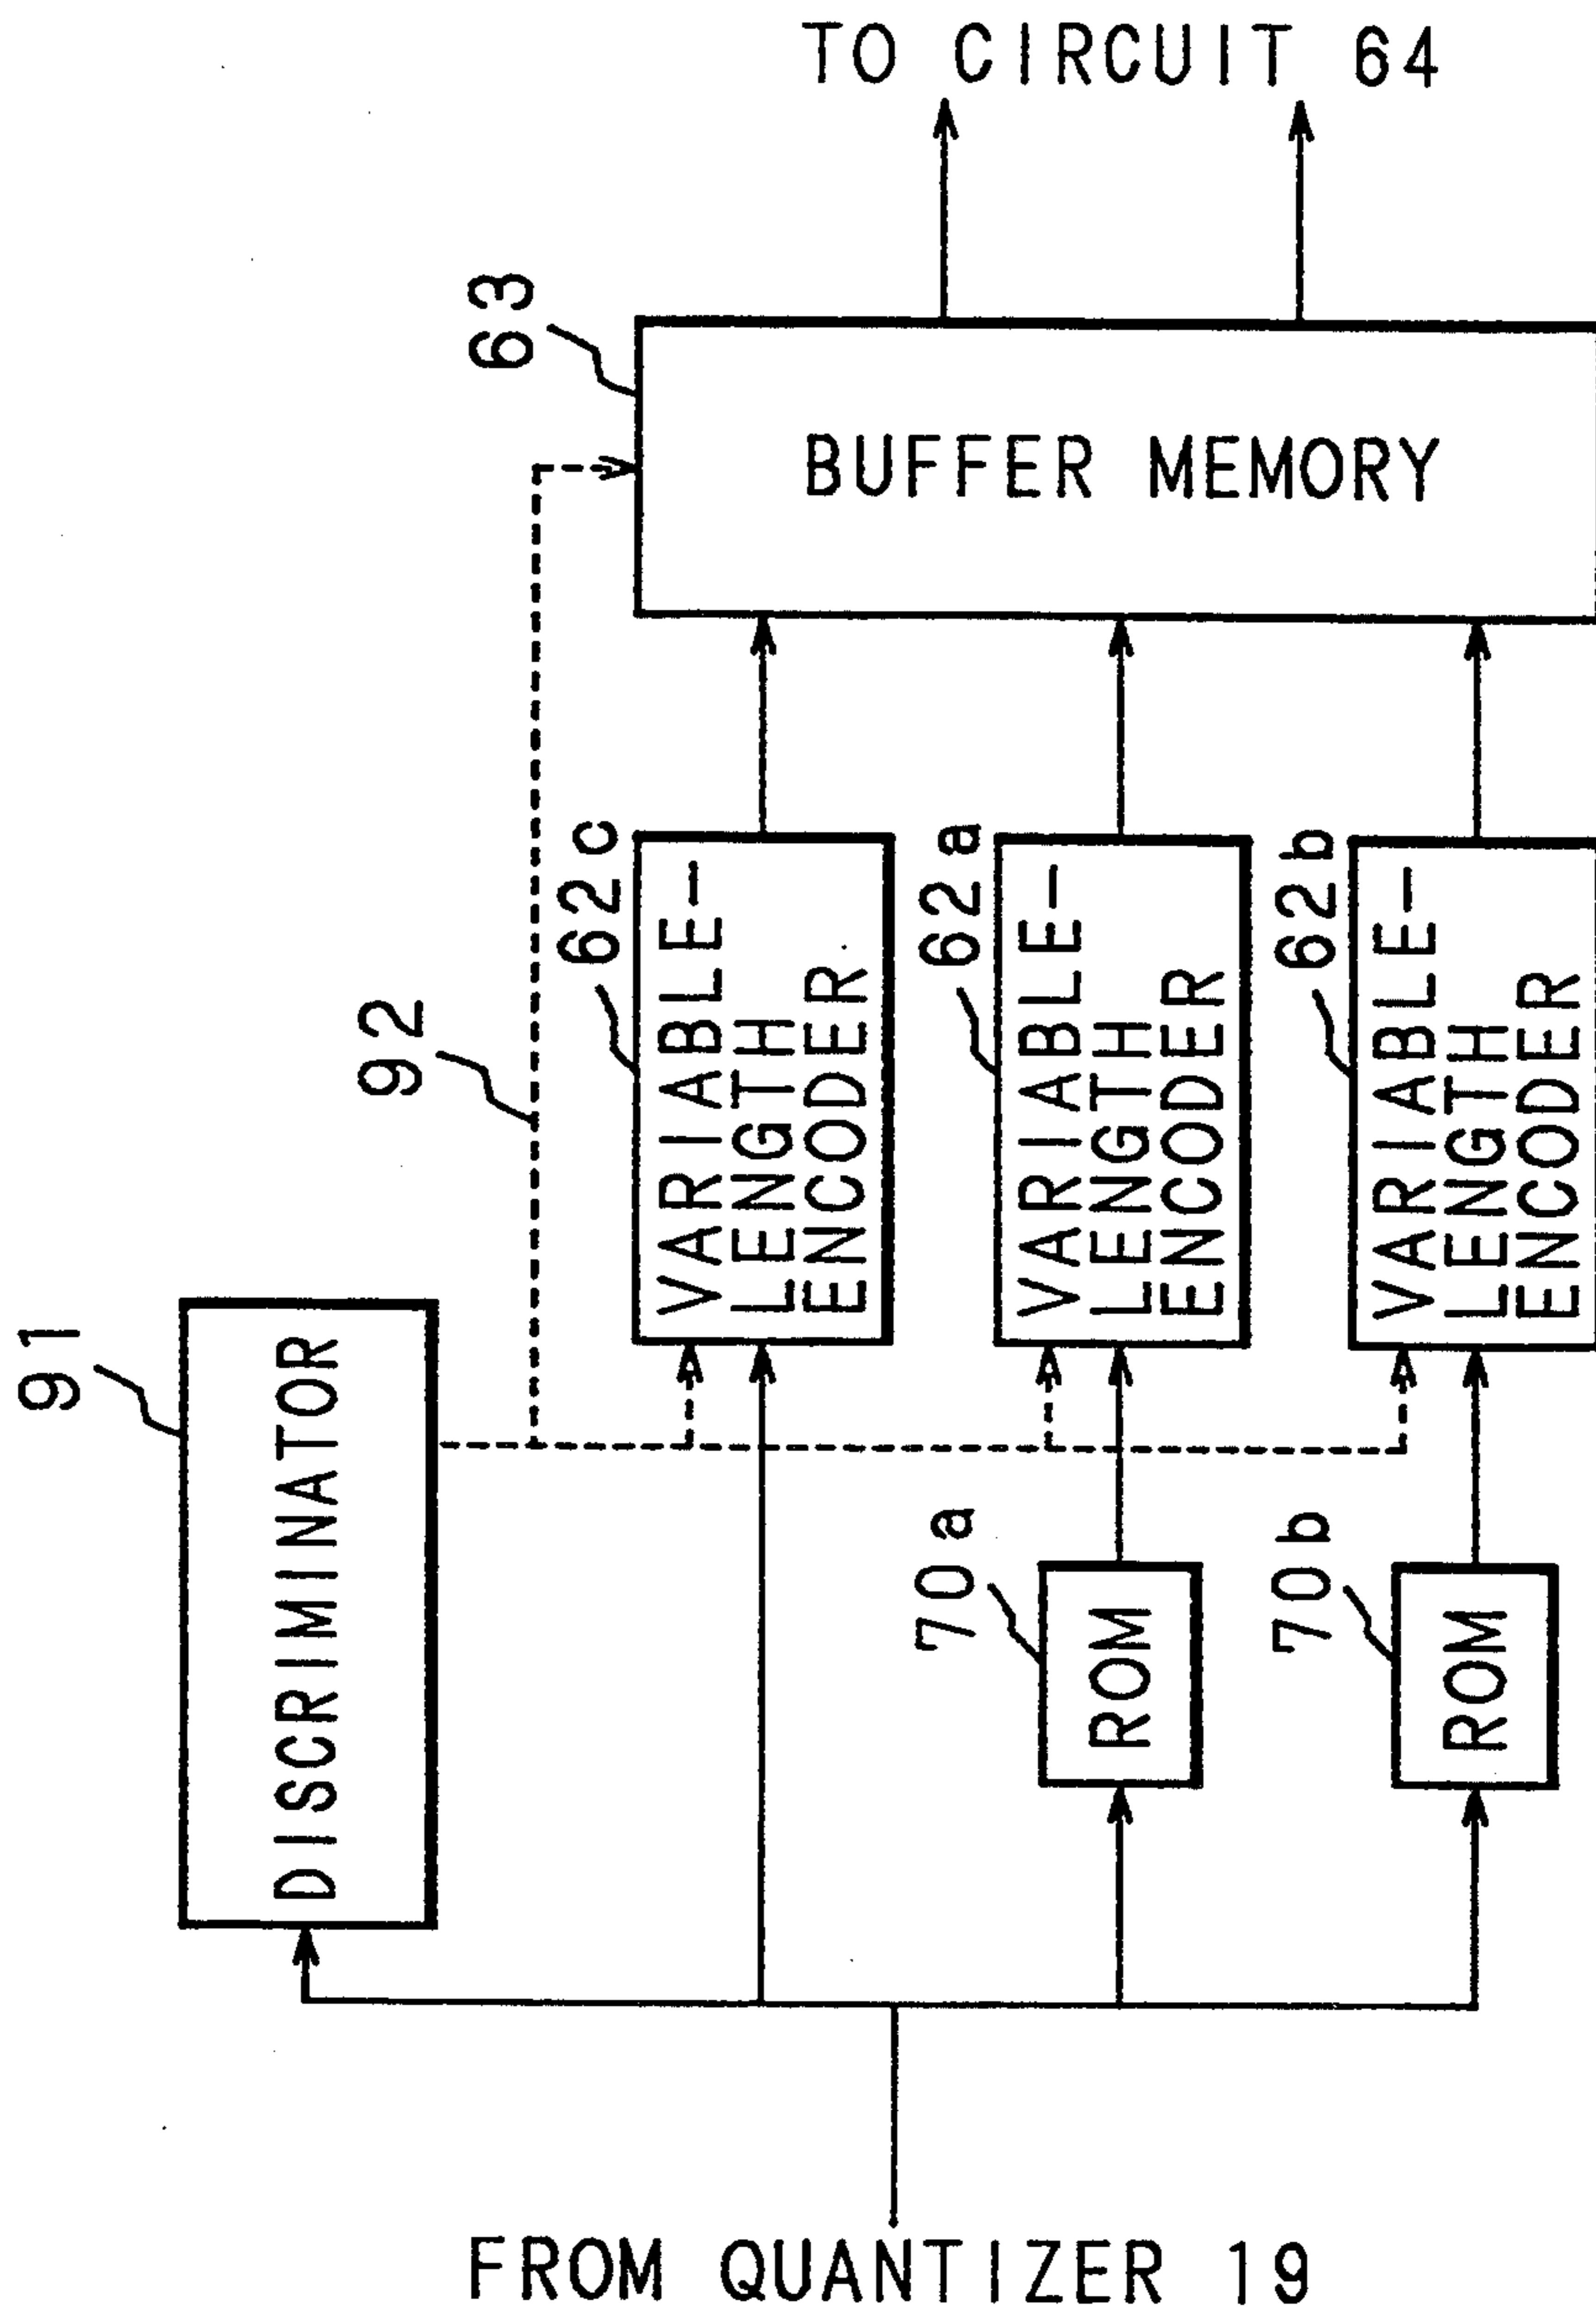 91
DISCRIMINATOR
92
63
62c
VARIABLE-
LENGTH
ENCODER
BUFFER MEMORY
TO CIRCUIT 64
FROM QUANTIZER 19
70a
ROM
62a
VARIABLE-
LENGTH
ENCODER
70b
ROM
62b
VARIABLE-
LENGTH
ENCODER